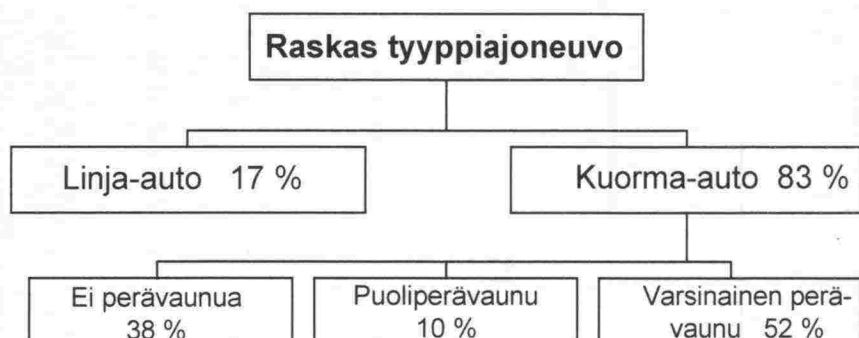 Raskas tyyppiajoneuvo
Linja-auto 17 %
Kuorma-auto 83 %
Ei perävaunua
38 %
Puoliperävaunu
10 %
Varsinainen perä-
vaunu 52 %